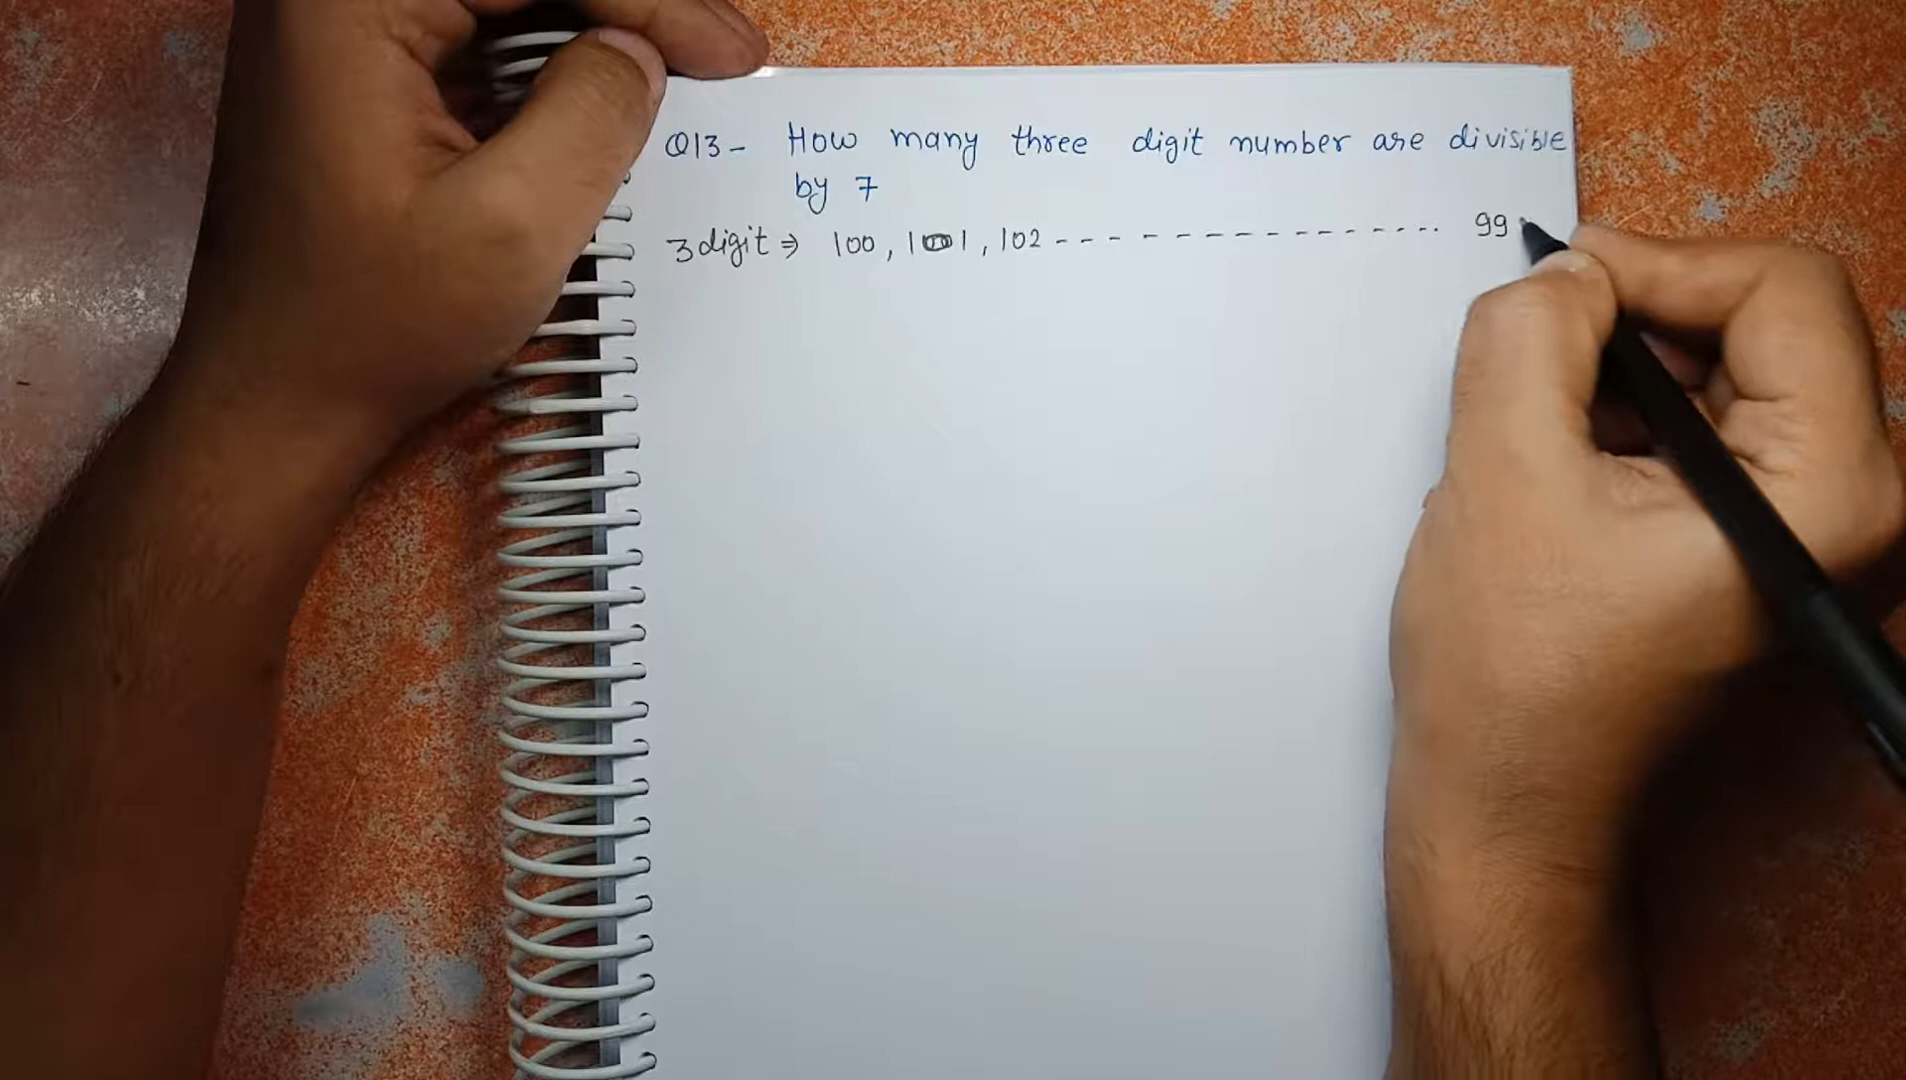 Q13- How many three digit number are divisible
by 7
3 digit ⇒ 100, 101, 102 ---------------- 99